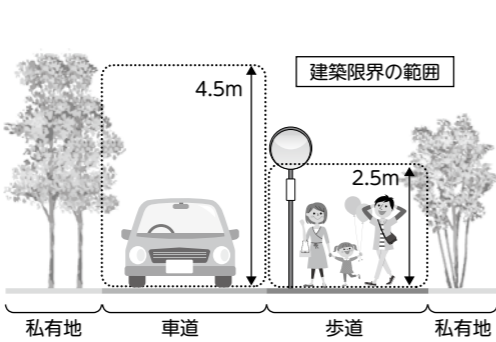 建築限界の範囲
4.5m
2.5m
私有地
車道
歩道
私有地